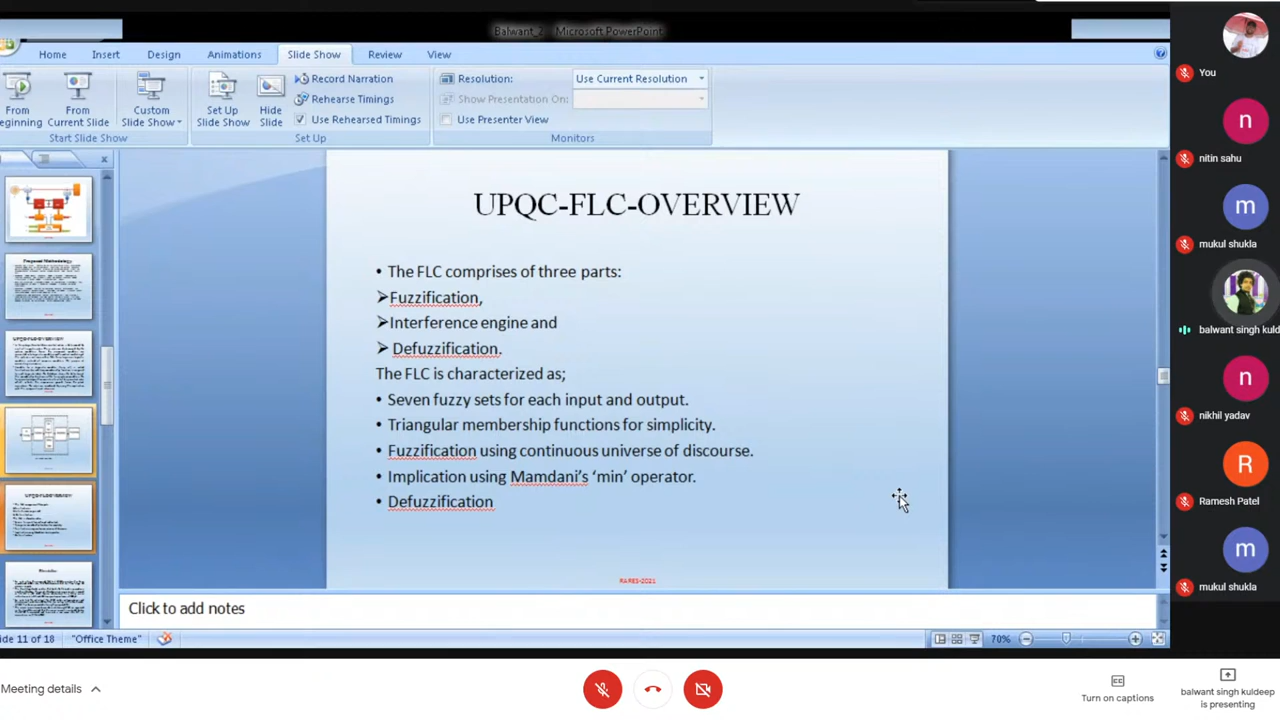 Balwant_2 Microsoft PowerPoint
Home Insert Design Animations Slide Show Review View
From Beginning
From Current Slide
Custom Slide Show
Set Up Slide Show
Hide Slide
Record Narration
Rehearse Timings
Use Rehearsed Timings
Resolution: Use Current Resolution
Show Presentation On:
Use Presenter View
Start Slide Show Set Up Monitors
UPQC-FLC-OVERVIEW
• The FLC comprises of three parts:
➢Fuzzification,
➢Interference engine and
➢ Defuzzification.
The FLC is characterized as;
• Seven fuzzy sets for each input and output.
• Triangular membership functions for simplicity.
• Fuzzification using continuous universe of discourse.
• Implication using Mamdani's ‘min’ operator.
• Defuzzification
RARES-2021
Click to add notes
ide 11 of 18 "Office Theme" 70%
You
n
nitin sahu
m
mukul shukla
balwant singh kuld
n
nikhil yadav
R
Ramesh Patel
m
mukul shukla
Meeting details
CC
Turn on captions
balwant singh kuldeep
is presenting